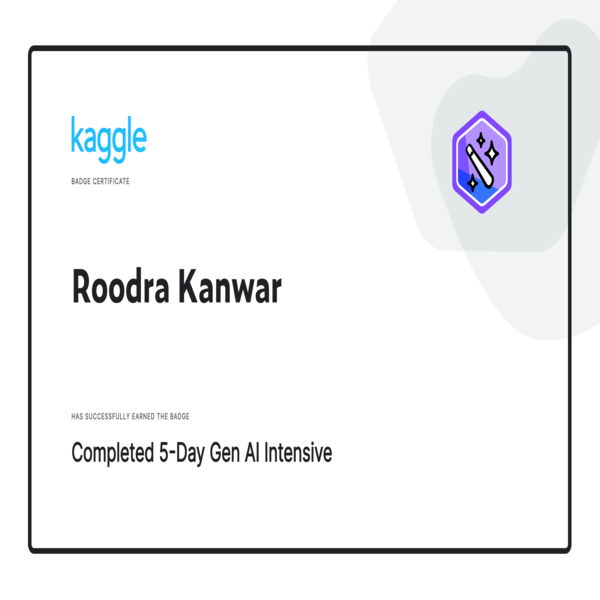 kaggle
BADGE CERTIFICATE
Roodra Kanwar
HAS SUCCESSFULLY EARNED THE BADGE
Completed 5-Day Gen AI Intensive